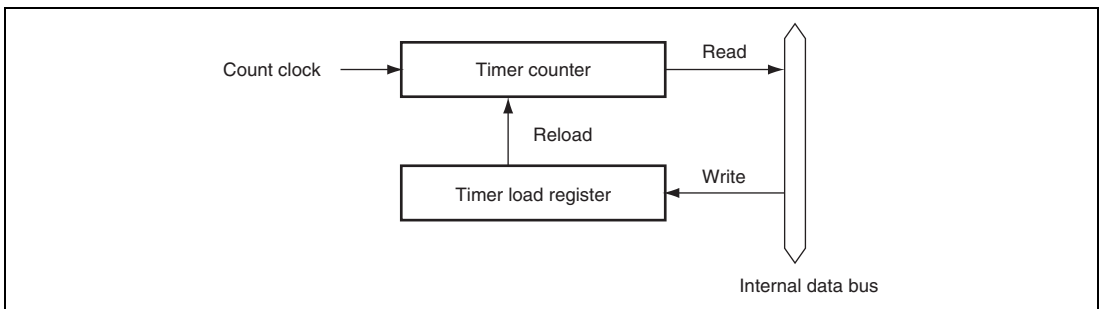 Read
Count clock
Timer counter
Reload
Write
Timer load register
Internal data bus